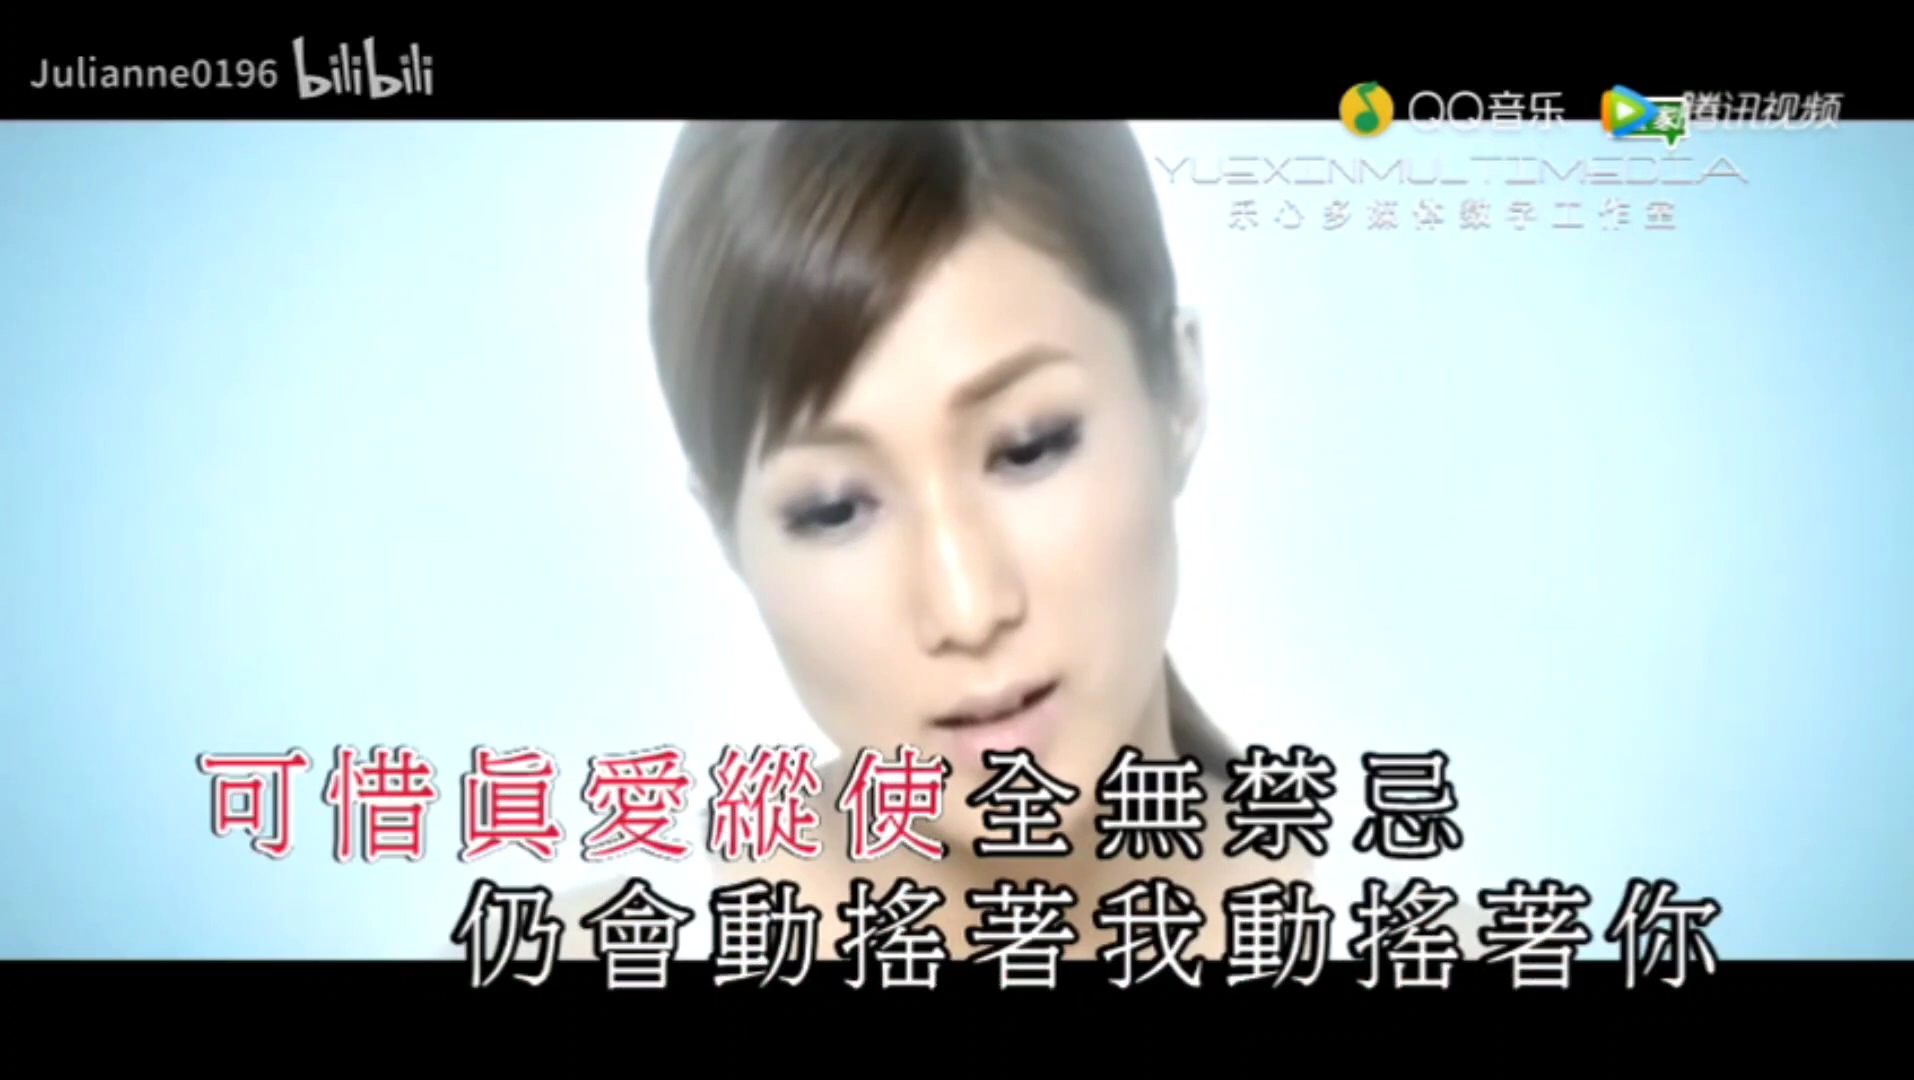 Julianne0196 bilibili
QQ音乐 腾讯视频
家
YUEXINMULTIMEDIA
乐心多媒体数字工作室
可惜眞愛縱使全無禁忌
仍會動搖著我動搖著你